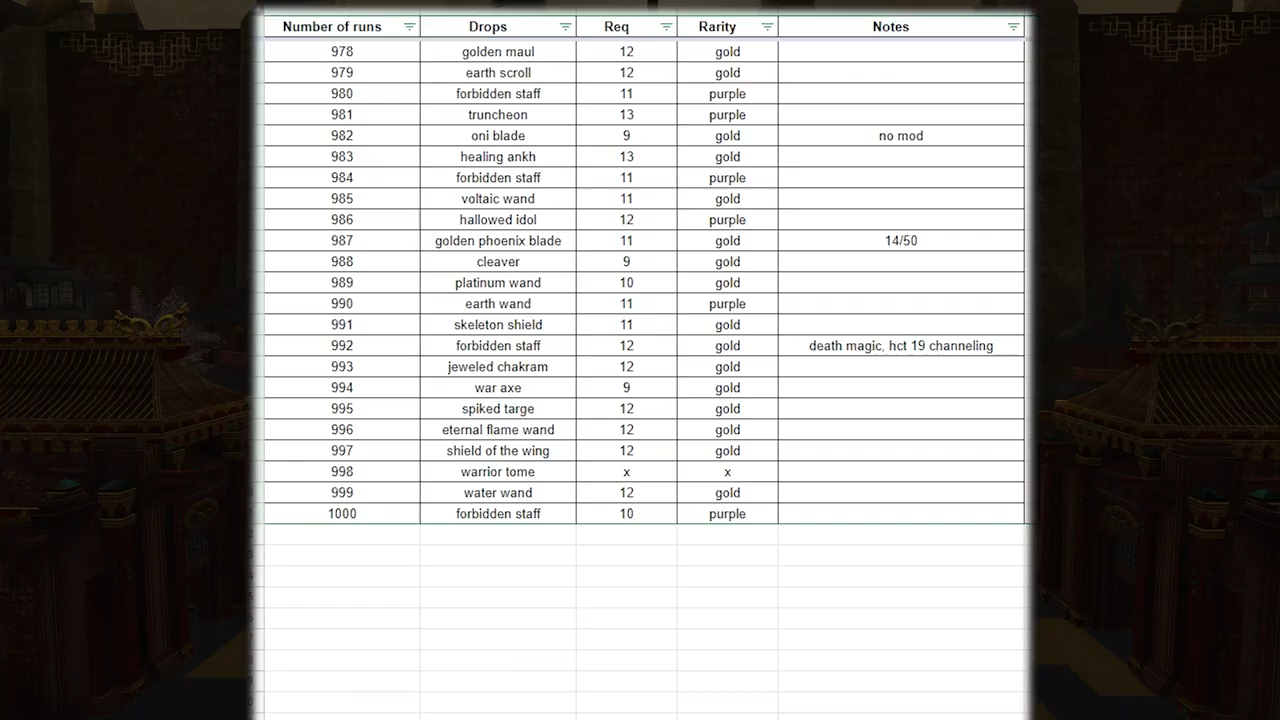 Number of runs Drops Req Rarity Notes
978 golden maul 12 gold
979 earth scroll 12 gold
980 forbidden staff 11 purple
981 truncheon 13 purple
982 oni blade 9 gold no mod
983 healing ankh 13 gold
984 forbidden staff 11 purple
985 voltaic wand 11 gold
986 hallowed idol 12 purple
987 golden phoenix blade 11 gold 14/50
988 cleaver 9 gold
989 platinum wand 10 gold
990 earth wand 11 purple
991 skeleton shield 11 gold
992 forbidden staff 12 gold death magic, hct 19 channeling
993 jeweled chakram 12 gold
994 war axe 9 gold
995 spiked targe 12 gold
996 eternal flame wand 12 gold
997 shield of the wing 12 gold
998 warrior tome x x
999 water wand 12 gold
1000 forbidden staff 10 purple